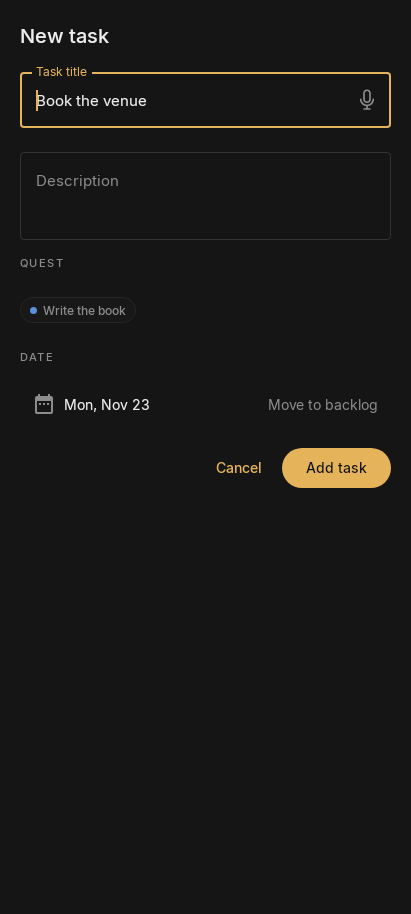 New task
Task title
Book the venue
Description
QUEST
Write the book
DATE
Mon, Nov 23
Move to backlog
Cancel
Add task